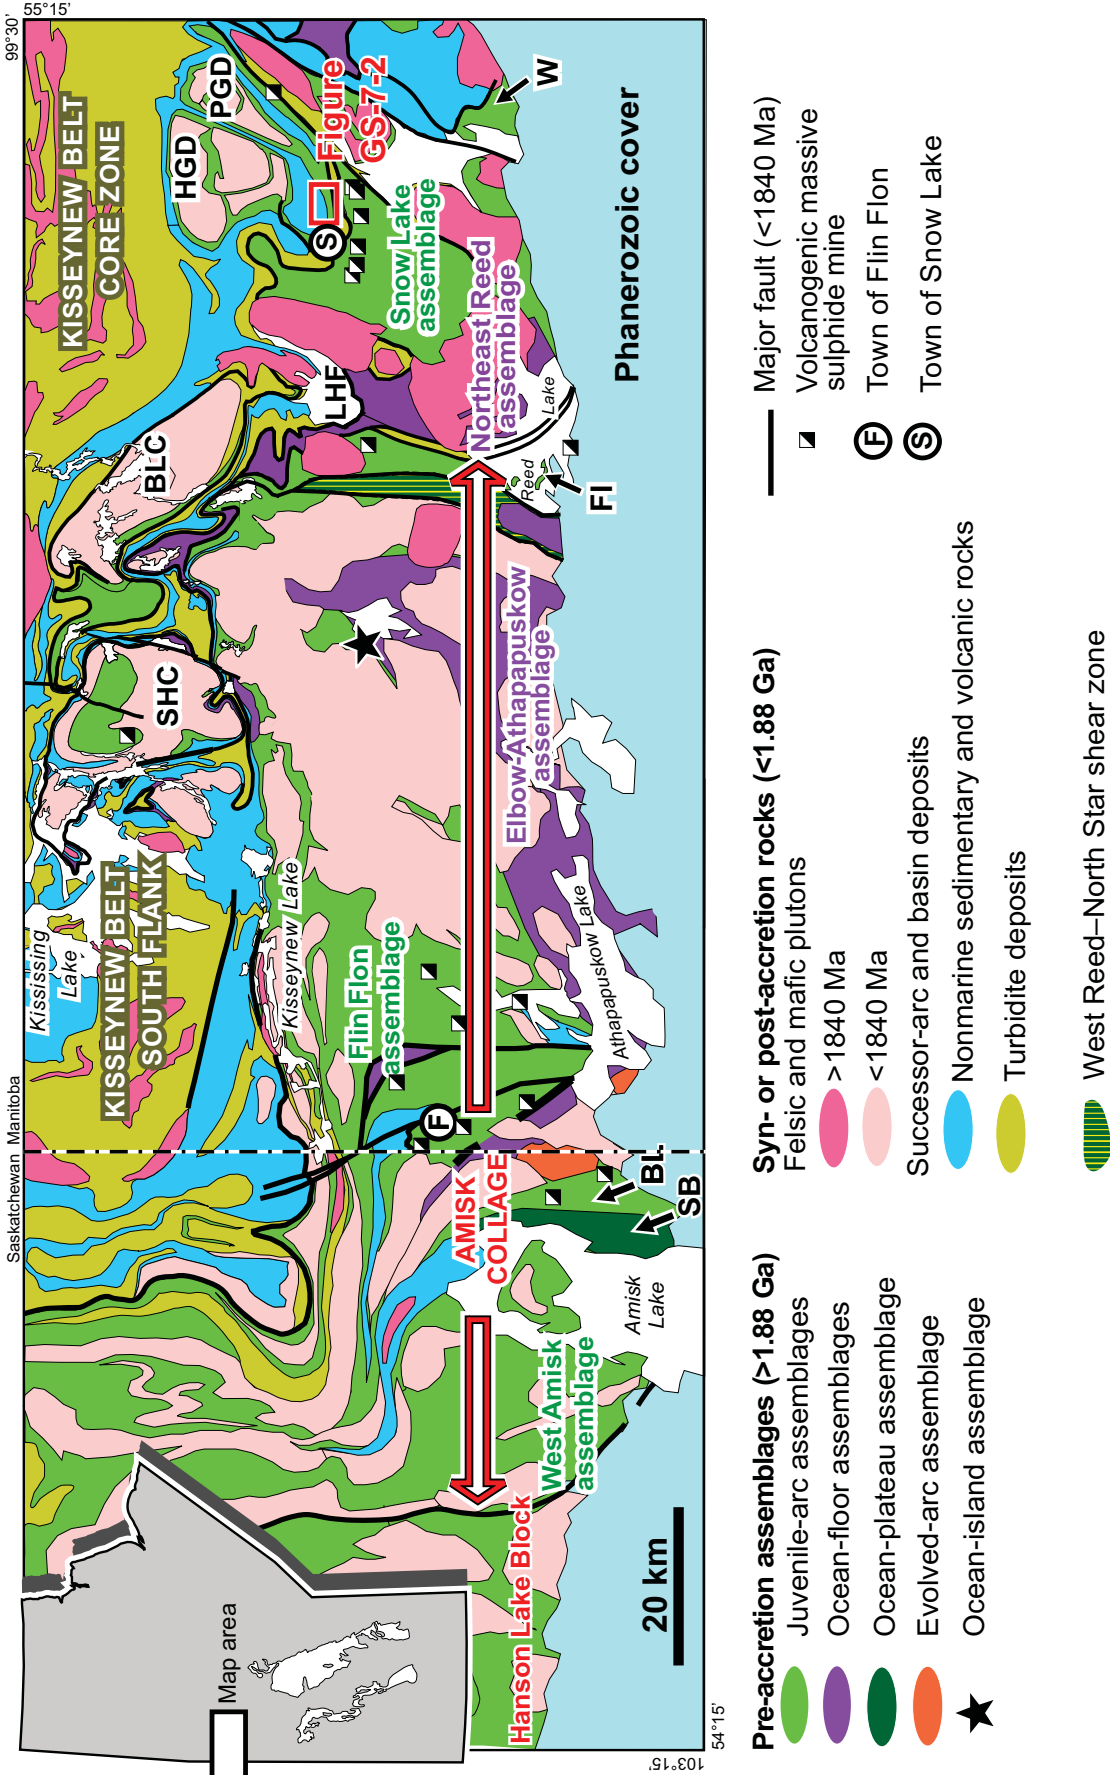 55°15'
99°30'
KISSEYNEW BELT
CORE ZONE
PGD
HGD
Figure
GS-7-2
W
S
Snow Lake
assemblage
Northeast Reed
assemblage
Phanerozoic cover
LHF
BLC
Reed
Lake
FI
SHC
Elbow-Athapapuskow
assemblage
Kississing
Lake
KISSEYNEW BELT
SOUTH FLANK
Kisseynew Lake
Flin Flon
assemblage
Athapapuskow Lake
F
Saskatchewan
Manitoba
AMISK
COLLAGE
BL
SB
Amisk
Lake
West Amisk
assemblage
Hanson Lake Block
Map area
20 km
54°15'
103°15'
Pre-accretion assemblages (>1.88 Ga)
Juvenile-arc assemblages
Ocean-floor assemblages
Ocean-plateau assemblage
Evolved-arc assemblage
Ocean-island assemblage
Syn- or post-accretion rocks (<1.88 Ga)
Felsic and mafic plutons
>1840 Ma
<1840 Ma
Successor-arc and basin deposits
Nonmarine sedimentary and volcanic rocks
Turbidite deposits
West Reed–North Star shear zone
Major fault (<1840 Ma)
Volcanogenic massive
sulphide mine
F Town of Flin Flon
S Town of Snow Lake